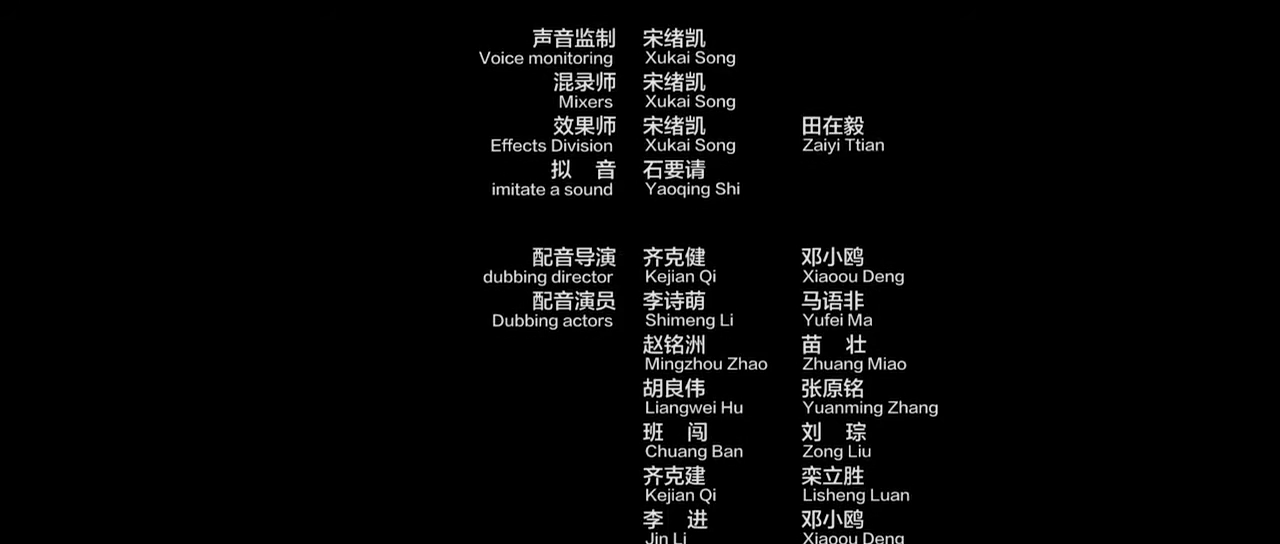 声音监制 宋绪凯
Voice monitoring Xukai Song
混录师 宋绪凯
Mixers Xukai Song
效果师 宋绪凯 田在毅
Effects Division Xukai Song Zaiyi Ttian
拟 音 石要请
imitate a sound Yaoqing Shi
配音导演 齐克健 邓小鸥
dubbing director Kejian Qi Xiaoou Deng
配音演员 李诗萌 马语非
Dubbing actors Shimeng Li Yufei Ma
赵铭洲 苗 壮
Mingzhou Zhao Zhuang Miao
胡良伟 张原铭
Liangwei Hu Yuanming Zhang
班 闯 刘 琮
Chuang Ban Zong Liu
齐克建 栾立胜
Kejian Qi Lisheng Luan
李 进 邓小鸥
Jin Li Xiaoou Deng